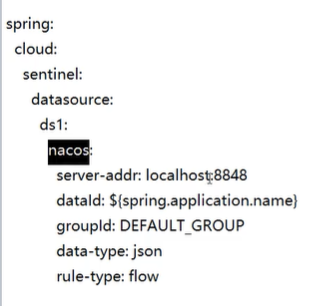 spring:
cloud:
sentinel:
datasource:
ds1:
nacos:
server-addr: localhost:8848
dataId: ${spring.application.name}
groupId: DEFAULT_GROUP
data-type: json
rule-type: flow